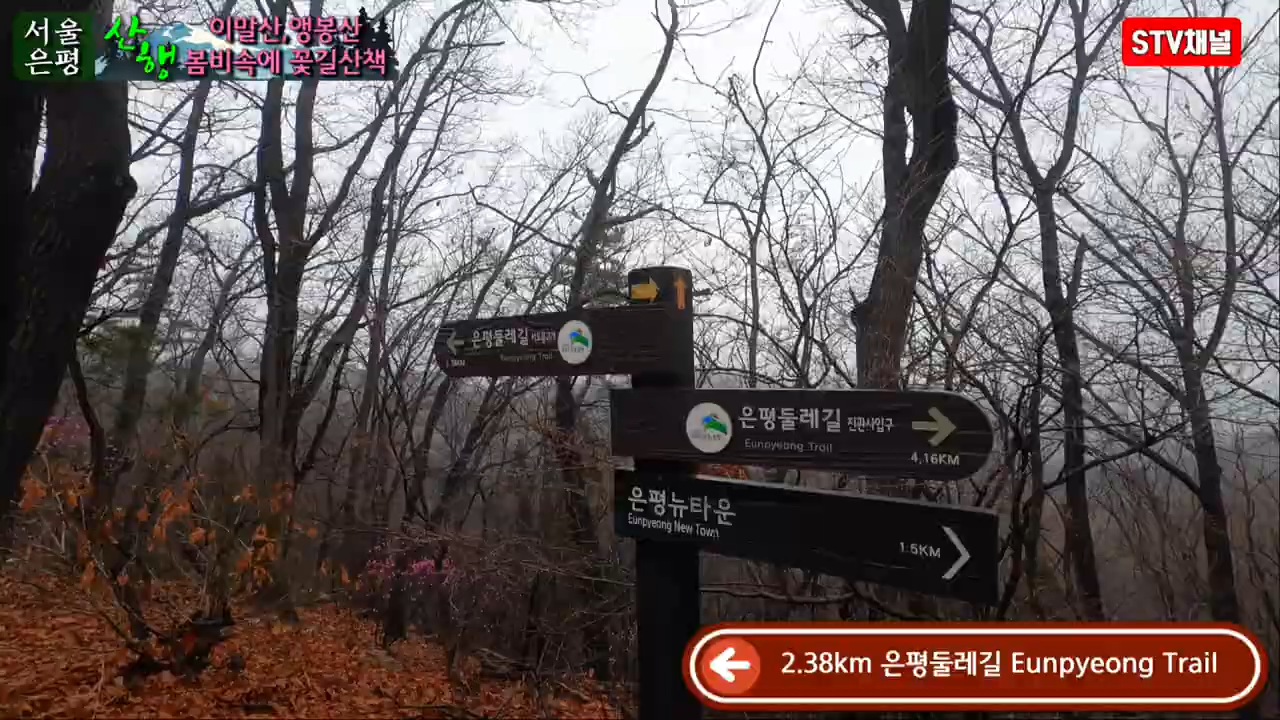 서울
은평
산행
이말산,앵봉산
봄비속에 꽃길산책
STV채널
은평둘레길
Eunpyeong Trail
은평둘레길 진관사입구
Eunpyeong Trail
4.16KM
은평뉴타운
Eunpyeong New Town
1.5KM
2.38km 은평둘레길 Eunpyeong Trail